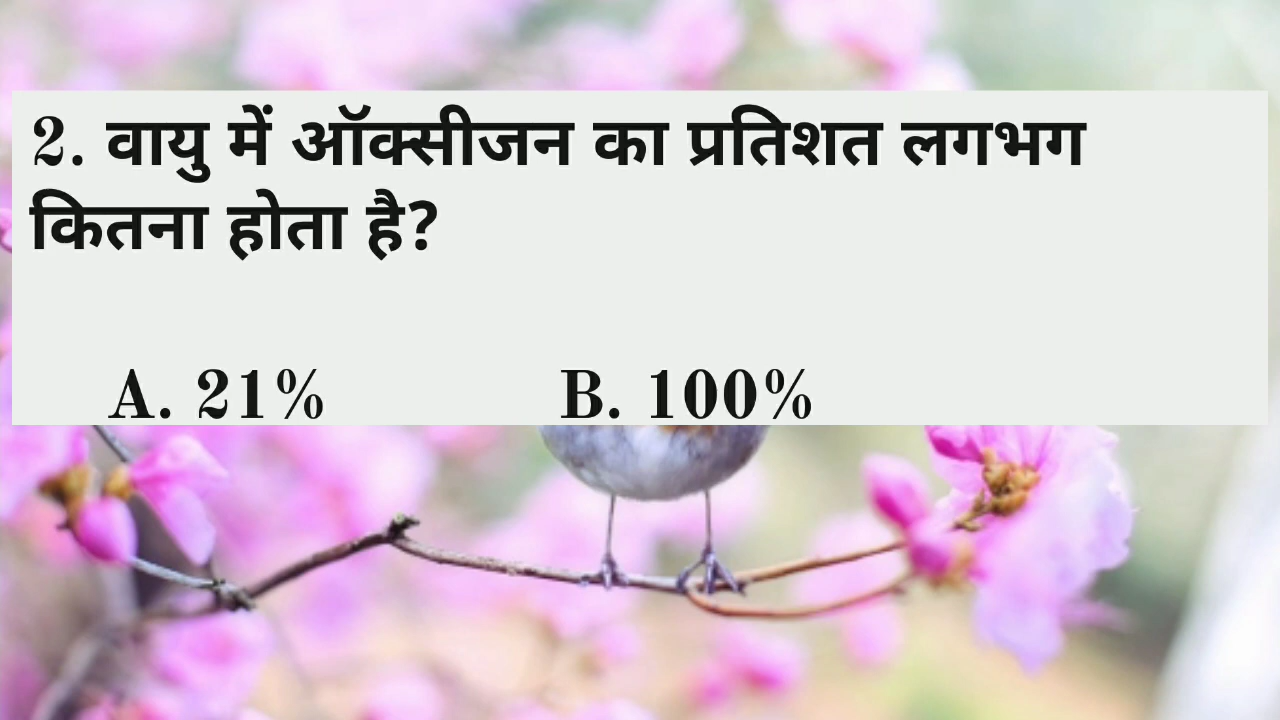 2. वायु में ऑक्सीजन का प्रतिशत लगभग
कितना होता है?
A. 21% B. 100%